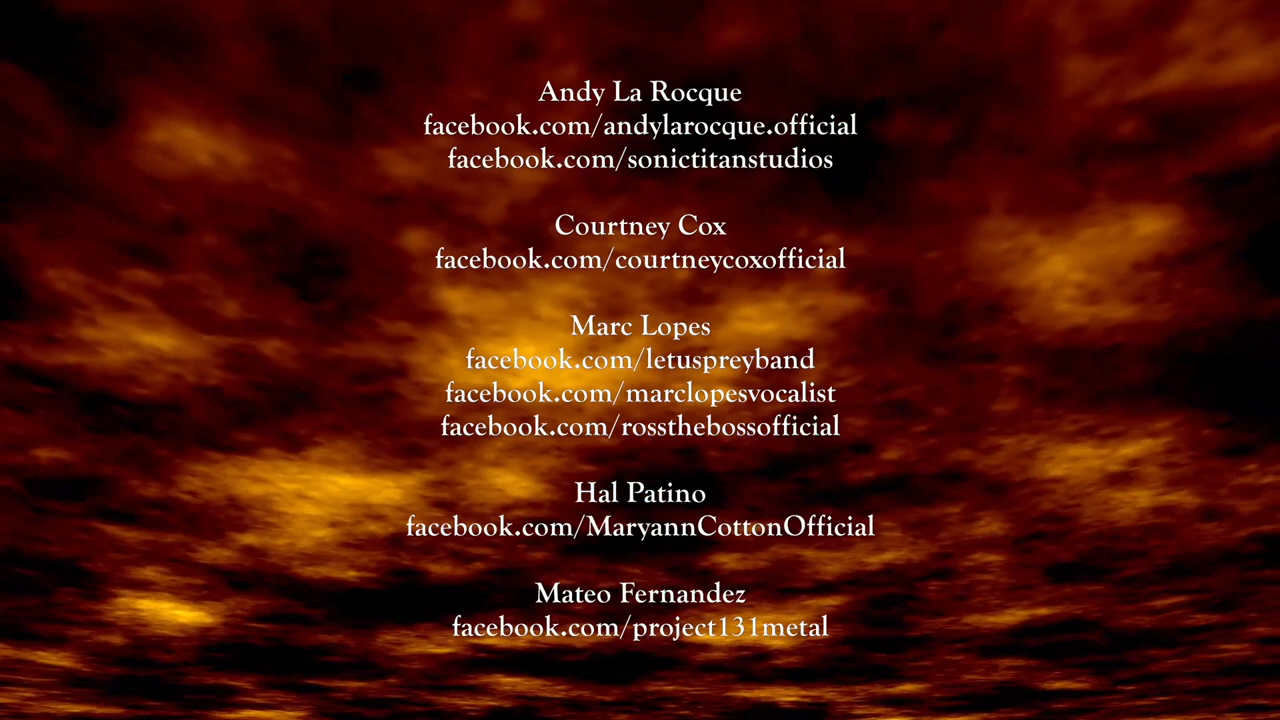 Andy La Rocque
facebook.com/andylarocque.official
facebook.com/sonictitanstudios
Courtney Cox
facebook.com/courtneycoxofficial
Marc Lopes
facebook.com/letuspreyband
facebook.com/marclopesvocalist
facebook.com/rossthebossofficial
Hal Patino
facebook.com/MaryannCottonOfficial
Mateo Fernandez
facebook.com/project131metal